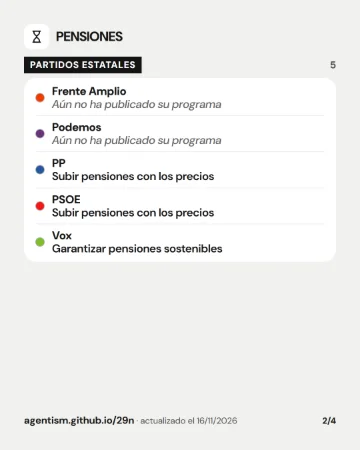 PENSIONES
PARTIDOS ESTATALES 5
Frente Amplio
Aún no ha publicado su programa
Podemos
Aún no ha publicado su programa
PP
Subir pensiones con los precios
PSOE
Subir pensiones con los precios
Vox
Garantizar pensiones sostenibles
agentism.github.io/29n · actualizado el 16/11/2026 2/4